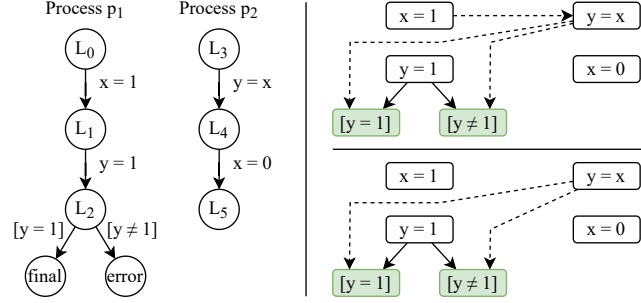 Process p₁
Process p₂
L₀
L₃
x = 1
y = x
L₁
L₄
y = 1
x = 0
L₂
L₅
[y = 1]
[y ≠ 1]
final
error
x = 1
y = x
y = 1
x = 0
[y = 1]
[y ≠ 1]
x = 1
y = x
y = 1
x = 0
[y = 1]
[y ≠ 1]